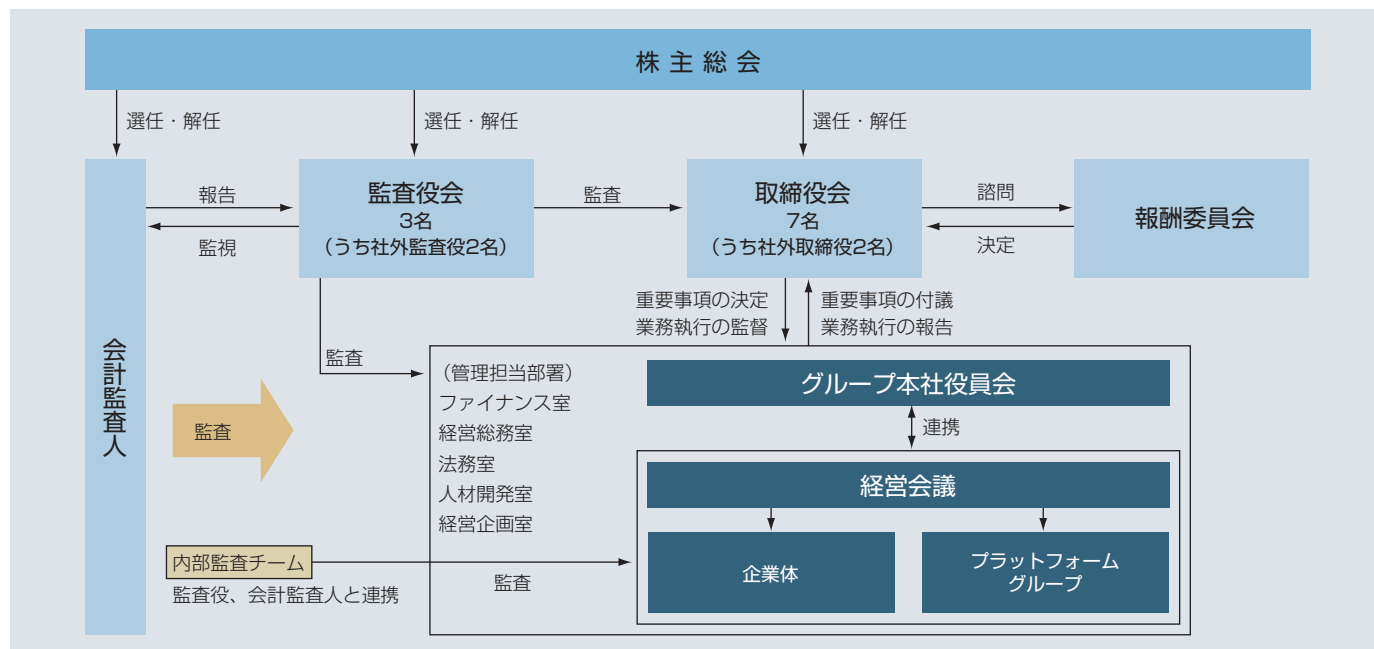 株主総会
選任・解任
選任・解任
選任・解任
会計監査人
報告
監視
監査役会
3名
（うち社外監査役2名）
監査
取締役会
7名
（うち社外取締役2名）
諮問
決定
報酬委員会
重要事項の決定
業務執行の監督
重要事項の付議
業務執行の報告
監査
監査
（管理担当部署）
ファイナンス室
経営総務室
法務室
人材開発室
経営企画室
グループ本社役員会
連携
経営会議
企業体
プラットフォーム
グループ
内部監査チーム
監査役、会計監査人と連携
監査